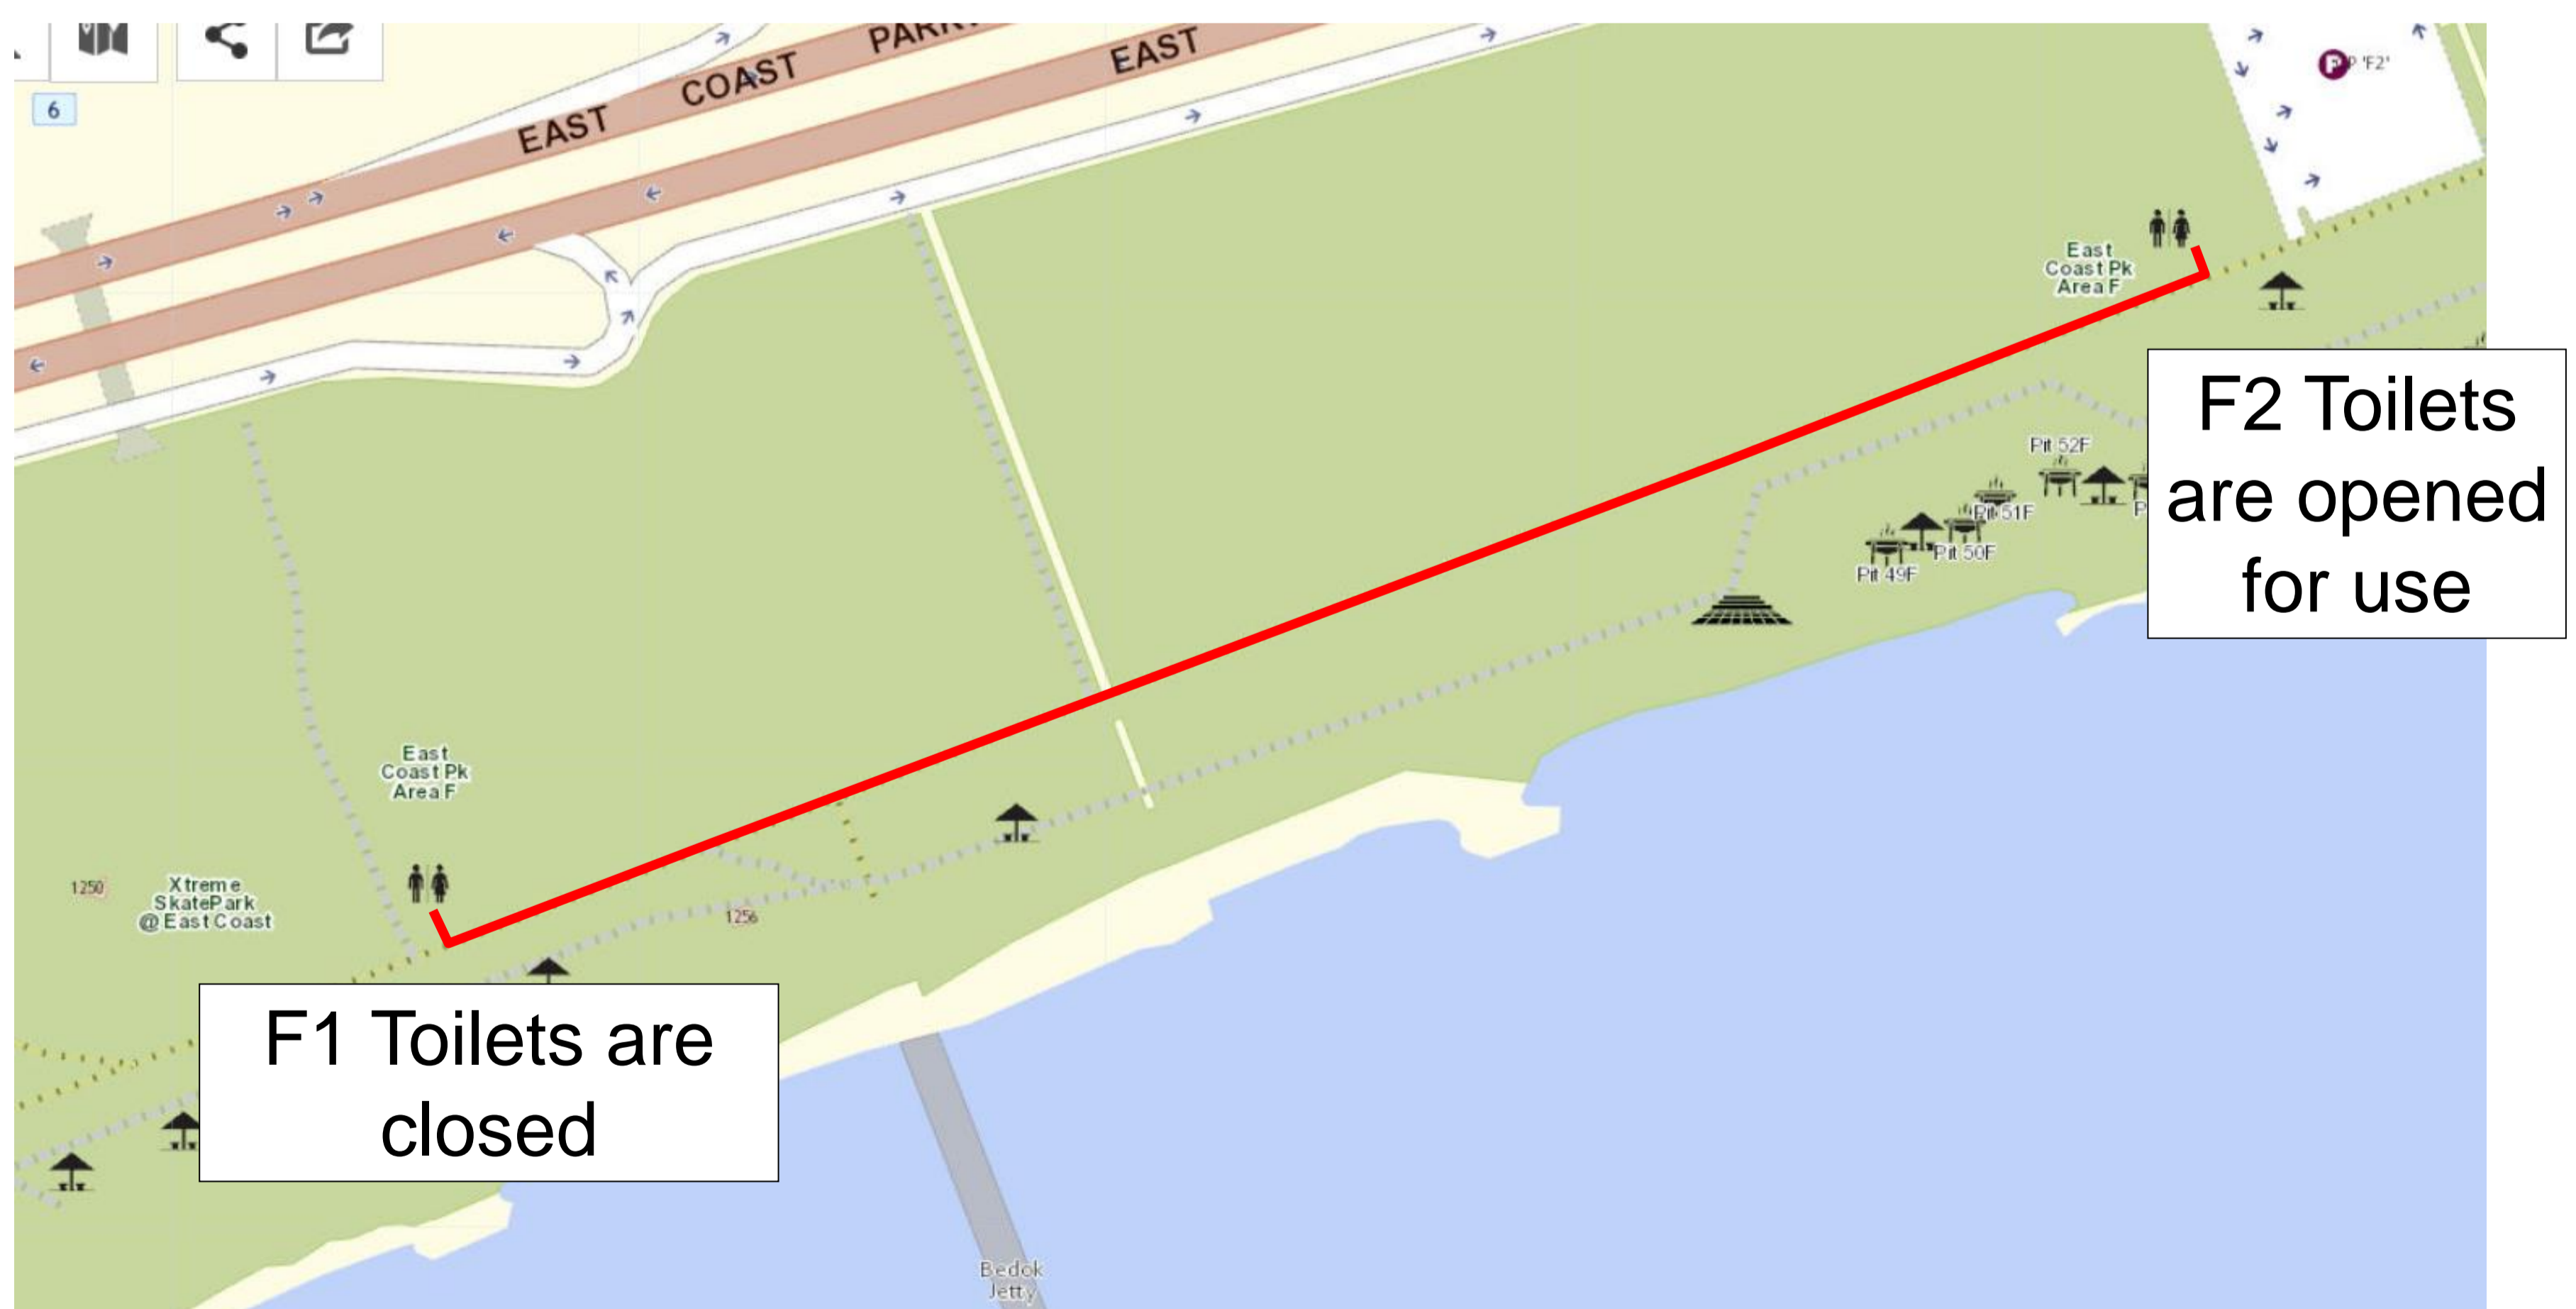 6
EAST
COAST
EAST
P 'F2'
East
Coast Pk
Area F
F2 Toilets
are opened
for use
Pit 52F
Pit 51F
Pit 50F
Pit 49F
East
Coast Pk
Area F
1250
Xtreme
SkatePark
@ East Coast
1256
F1 Toilets are
closed
Bedok
Jetty